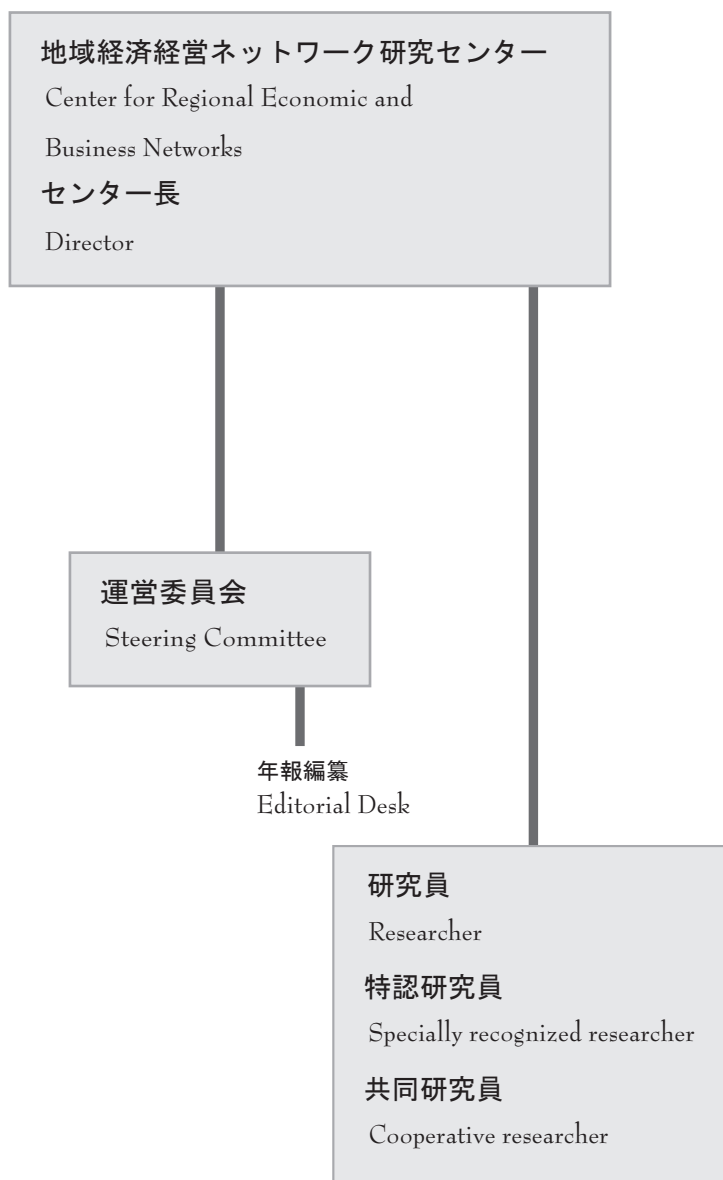 地域経済経営ネットワーク研究センター
Center for Regional Economic and
Business Networks
センター長
Director
運営委員会
Steering Committee
年報編纂
Editorial Desk
研究員
Researcher
特認研究員
Specially recognized researcher
共同研究員
Cooperative researcher